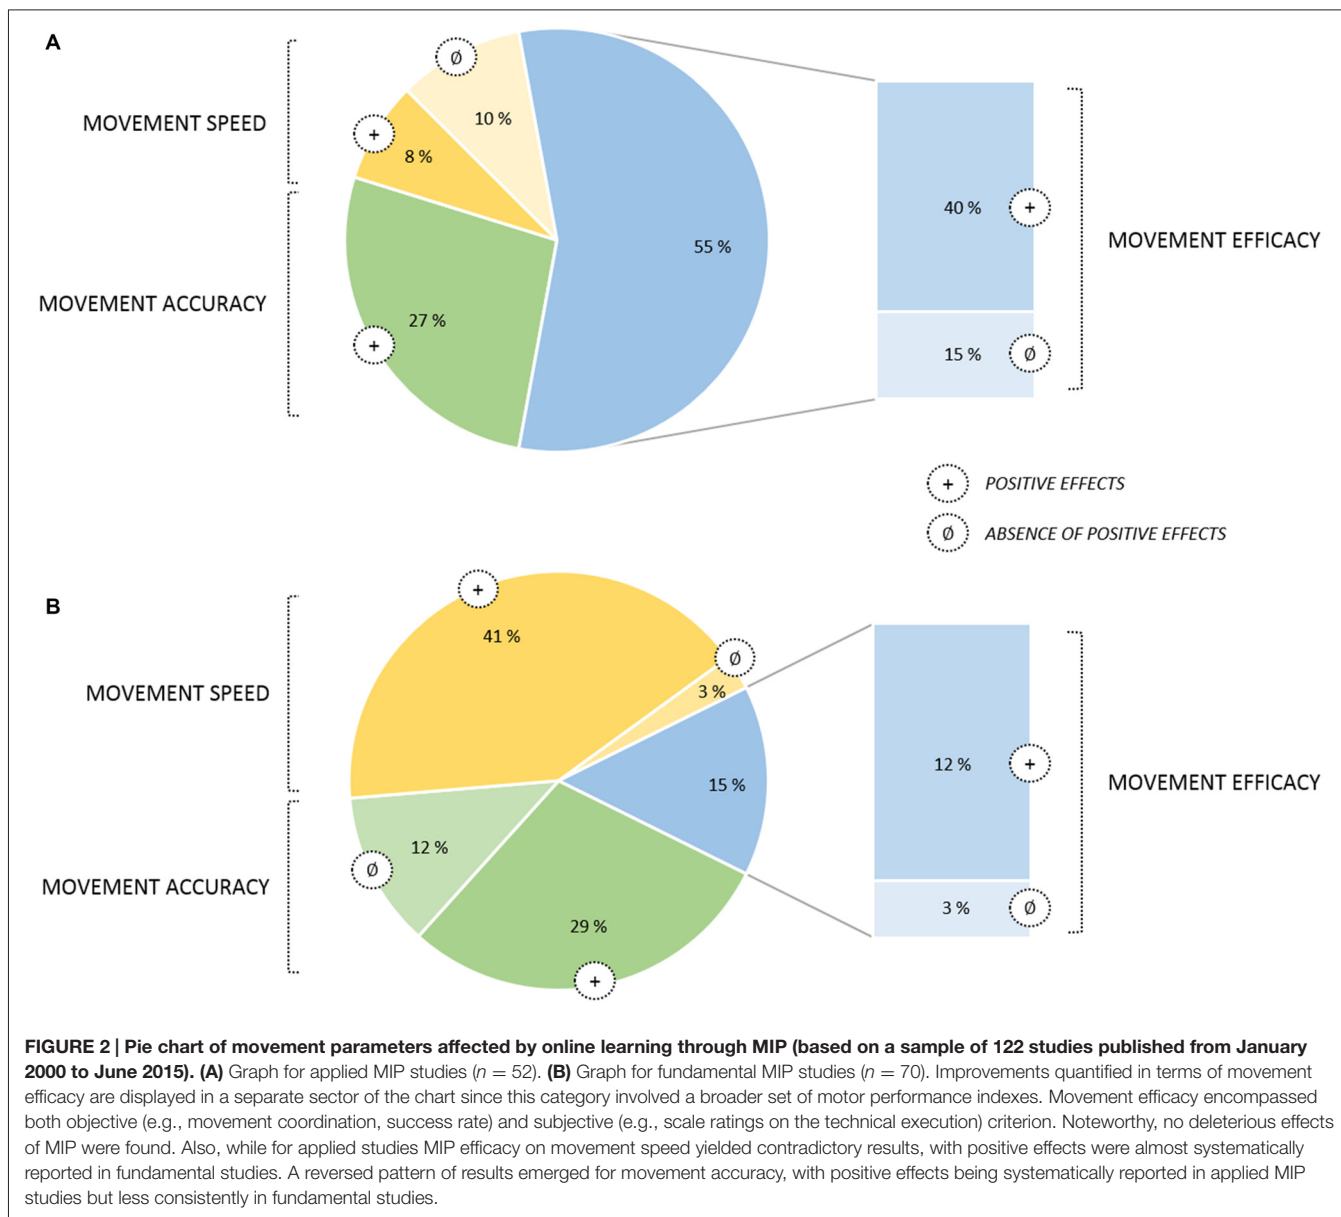 A
MOVEMENT SPEED
Ø
10 %
+
8 %
MOVEMENT ACCURACY
27 %
+
55 %
40 %
+
15 %
Ø
MOVEMENT EFFICACY
+ POSITIVE EFFECTS
Ø ABSENCE OF POSITIVE EFFECTS
B
MOVEMENT SPEED
+
41 %
Ø
3 %
MOVEMENT ACCURACY
12 %
Ø
29 %
+
15 %
12 %
+
3 %
Ø
MOVEMENT EFFICACY
FIGURE 2 | Pie chart of movement parameters affected by online learning through MIP (based on a sample of 122 studies published from January
2000 to June 2015). (A) Graph for applied MIP studies (n = 52). (B) Graph for fundamental MIP studies (n = 70). Improvements quantified in terms of movement
efficacy are displayed in a separate sector of the chart since this category involved a broader set of motor performance indexes. Movement efficacy encompassed
both objective (e.g., movement coordination, success rate) and subjective (e.g., scale ratings on the technical execution) criterion. Noteworthy, no deleterious effects
of MIP were found. Also, while for applied studies MIP efficacy on movement speed yielded contradictory results, with positive effects were almost systematically
reported in fundamental studies. A reversed pattern of results emerged for movement accuracy, with positive effects being systematically reported in applied MIP
studies but less consistently in fundamental studies.